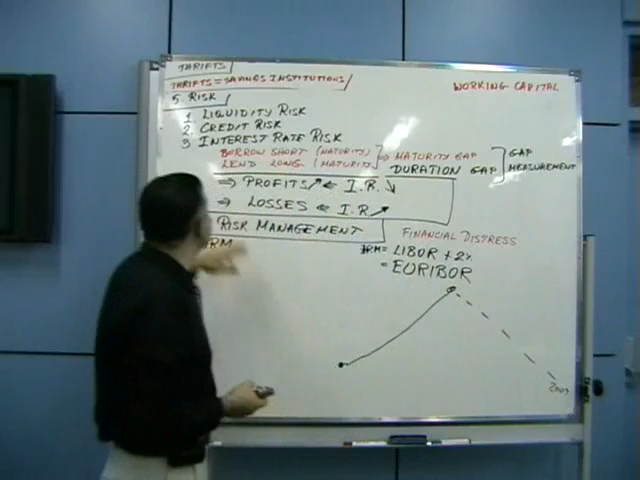 THRIFTS
THRIFTS = SAVINGS INSTITUTIONS
WORKING CAPITAL
5. RISK
1 LIQUIDITY RISK
2 CREDIT RISK
3 INTEREST RATE RISK
BORROW SHORT (MATURITY) ⇒ MATURITY GAP
LEND LONG (MATURITY) DURATION GAP
GAP MEASUREMENT
⇒ PROFITS ↗ ⇐ I.R. ↘
⇒ LOSSES ⇐ I.R. ↗
RISK MANAGEMENT
FINANCIAL DISTRESS
ARM
= LIBOR + 2%
= EURIBOR